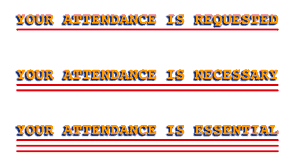 YOUR ATTENDANCE IS REQUESTED
YOUR ATTENDANCE IS NECESSARY
YOUR ATTENDANCE IS ESSENTIAL